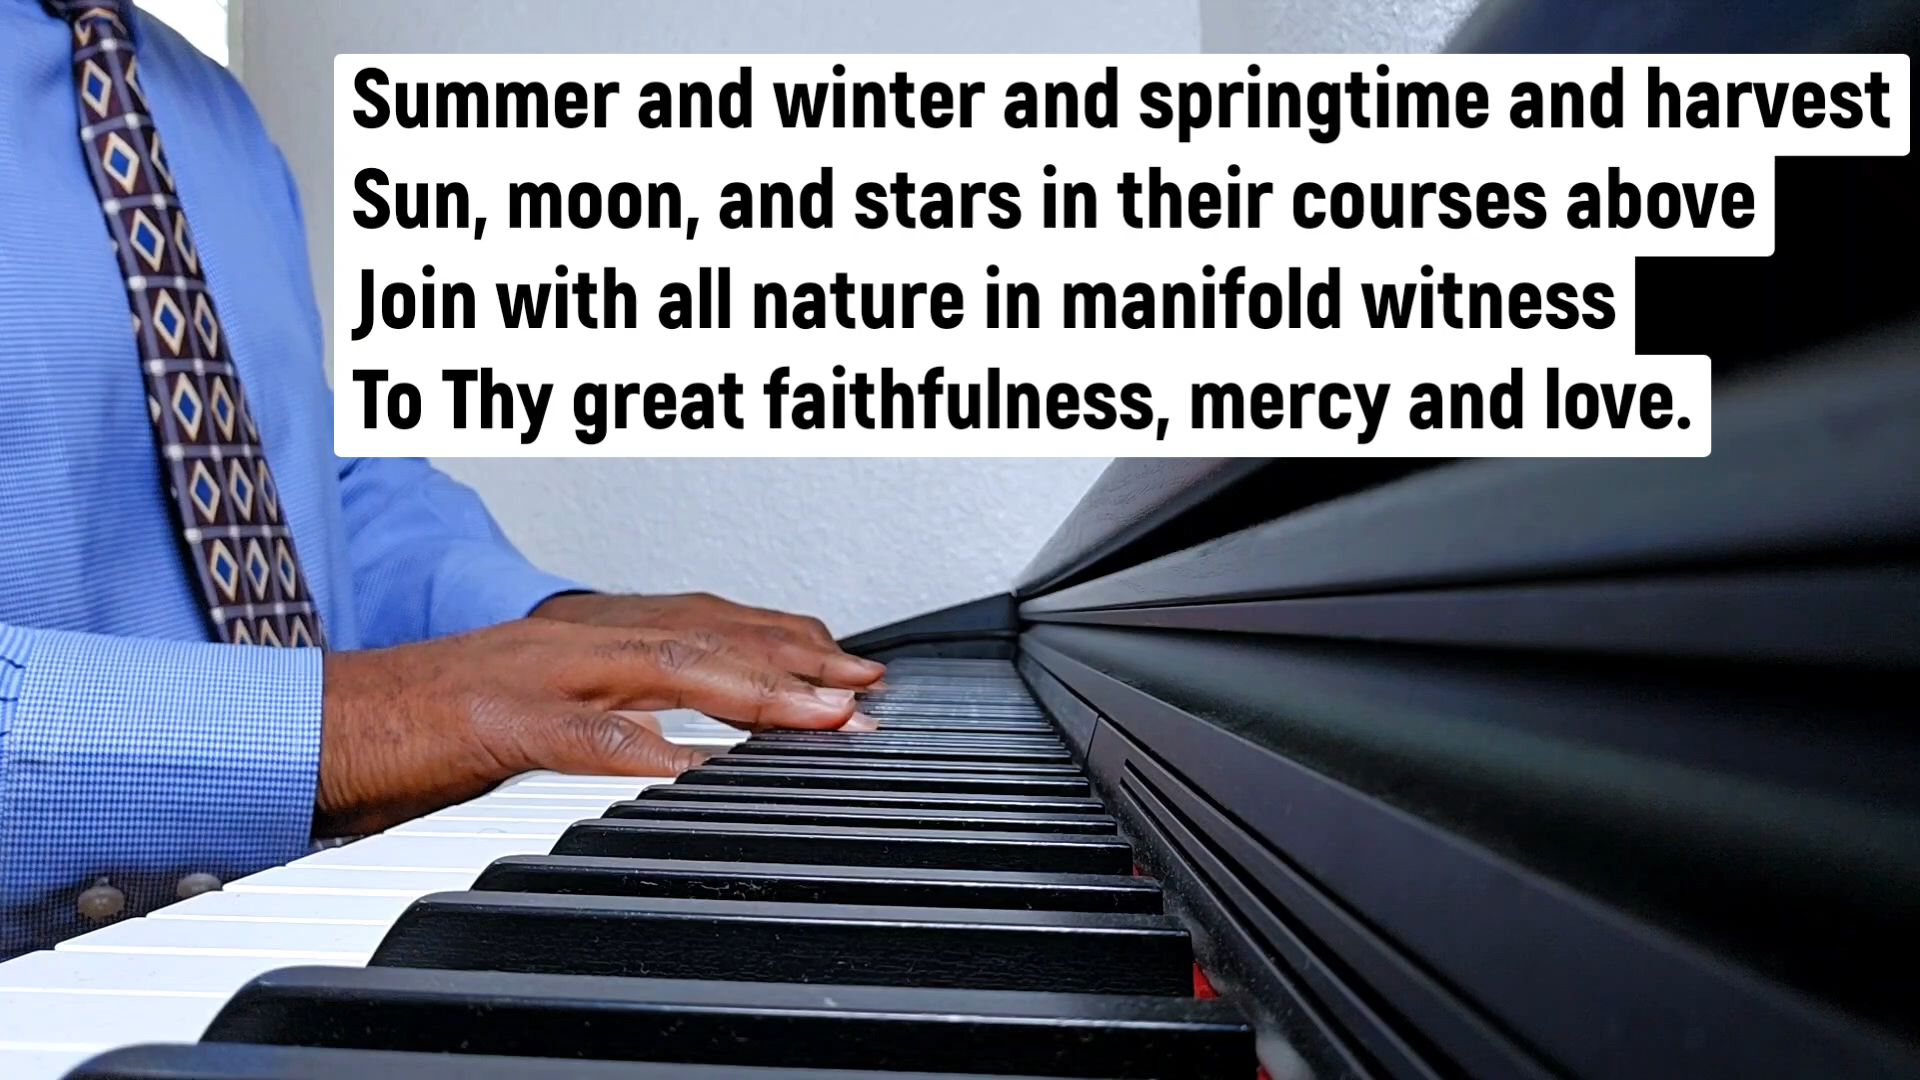 Summer and winter and springtime and harvest
Sun, moon, and stars in their courses above
Join with all nature in manifold witness
To Thy great faithfulness, mercy and love.